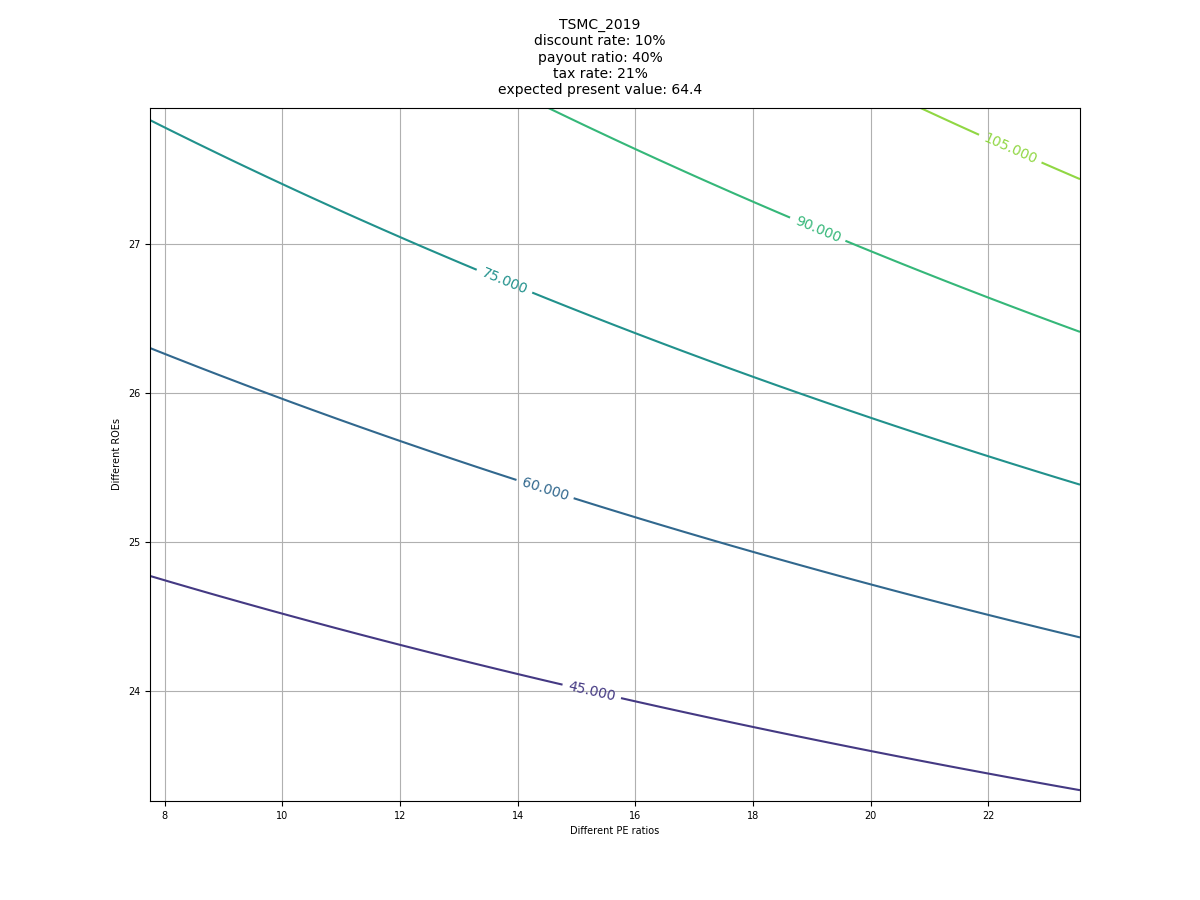 TSMC_2019
discount rate: 10%
payout ratio: 40%
tax rate: 21%
expected present value: 64.4
105.000
90.000
75.000
60.000
45.000
27
26
25
24
Different ROEs
8 10 12 14 16 18 20 22
Different PE ratios